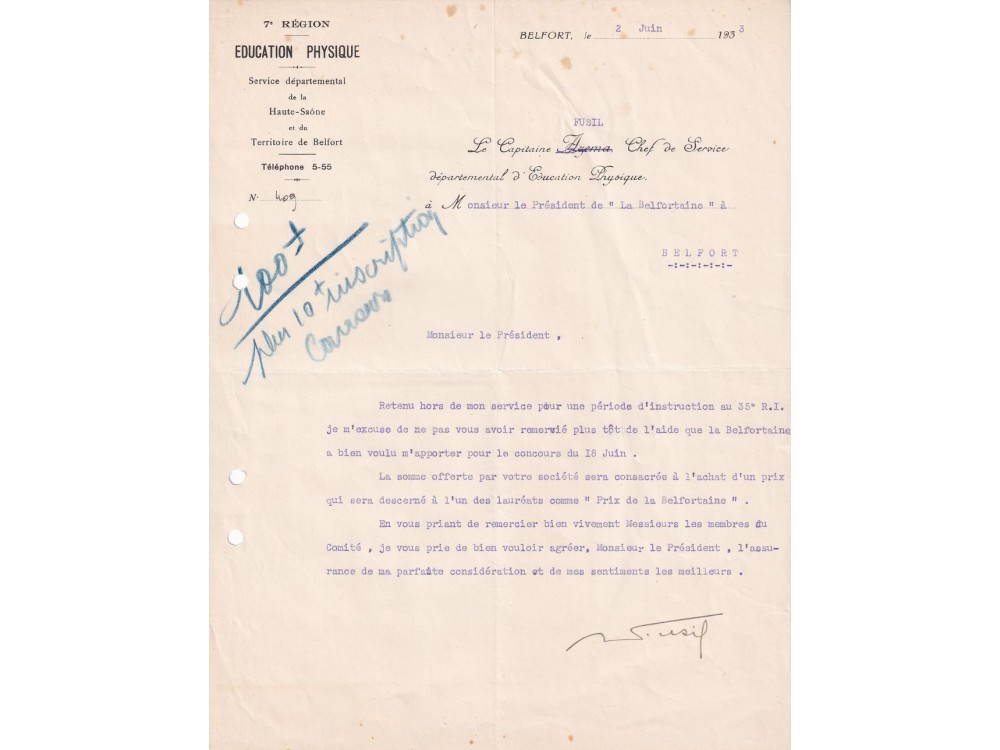 7e RÉGION
EDUCATION PHYSIQUE
Service départemental
de la
Haute-Saône
et du
Territoire de Belfort
Téléphone 5-55
N. 409
BELFORT, le 2 Juin 1933
FUSIL
Le Capitaine Azema Chef de Service
départemental d'Education Physique,
à Monsieur le Président de " La Belfortaine " à
BELFORT
-:-:-:-:-:-
100
plus 10 inscription
Monsieur le Président ,
Retenu hors de mon service pour une période d'instruction au 35e R.I.
je m'excuse de ne pas vous avoir remervié plus tôt de l'aide que la Belfortaine
a bien voulu m'apporter pour le concours du I8 Juin .
La somme offerte par votre société sera consacrée à l'achat d'un prix
qui sera descerné à l'un des lauréats comme " Prix de la Belfortaine " .
En vous priant de remercier bien vivement Messieurs les membres du
Comité , je vous prie de bien vouloir agréer, Monsieur le Président , l'assu-
rance de ma parfaite considération et de mes sentiments les meilleurs .
Fusil